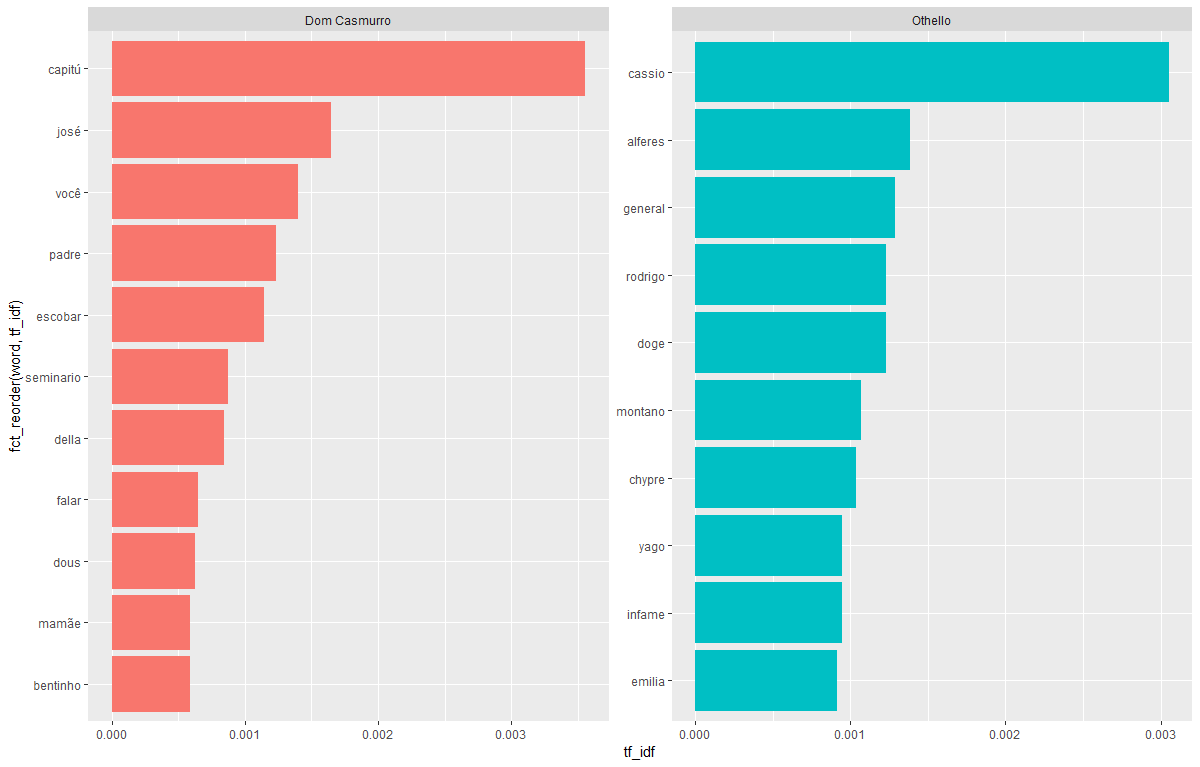 Dom Casmurro
Othello
fct_reorder(word, tf_idf)
capitú
josé
você
padre
escobar
seminario
della
falar
dous
mamãe
bentinho
0.000
0.001
0.002
0.003
cassio
alferes
general
rodrigo
doge
montano
chypre
yago
infame
emilia
0.000
0.001
0.002
0.003
tf_idf